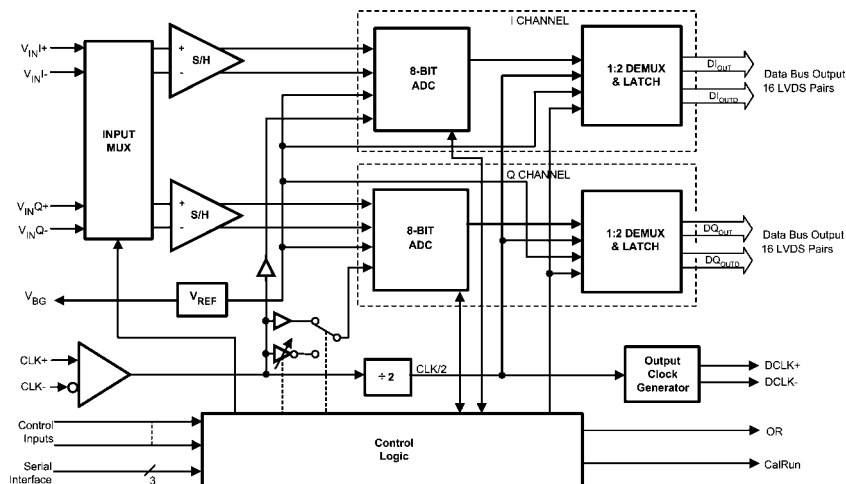 I CHANNEL
V_IN I+
V_IN I-
INPUT
MUX
+
-
S/H
8-BIT
ADC
1:2 DEMUX
& LATCH
DI_OUT
DI_OUTD
Data Bus Output
16 LVDS Pairs
Q CHANNEL
V_IN Q+
V_IN Q-
+
-
S/H
8-BIT
ADC
1:2 DEMUX
& LATCH
DQ_OUT
DQ_OUTD
Data Bus Output
16 LVDS Pairs
V_BG
V_REF
CLK+
CLK-
÷ 2
CLK/2
Output
Clock
Generator
DCLK+
DCLK-
Control
Inputs
Serial
Interface
3
Control
Logic
OR
CalRun